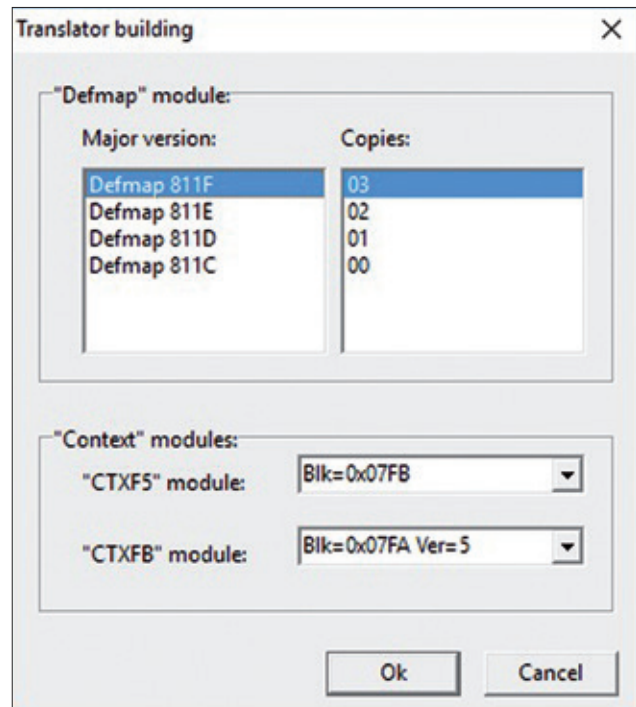 Translator building
"Defmap" module:
Major version:
Copies:
Defmap 811F
03
Defmap 811E
02
Defmap 811D
01
Defmap 811C
00
"Context" modules:
"CTXF5" module:
Blk=0x07FB
"CTXFB" module:
Blk=0x07FA Ver=5
Ok
Cancel